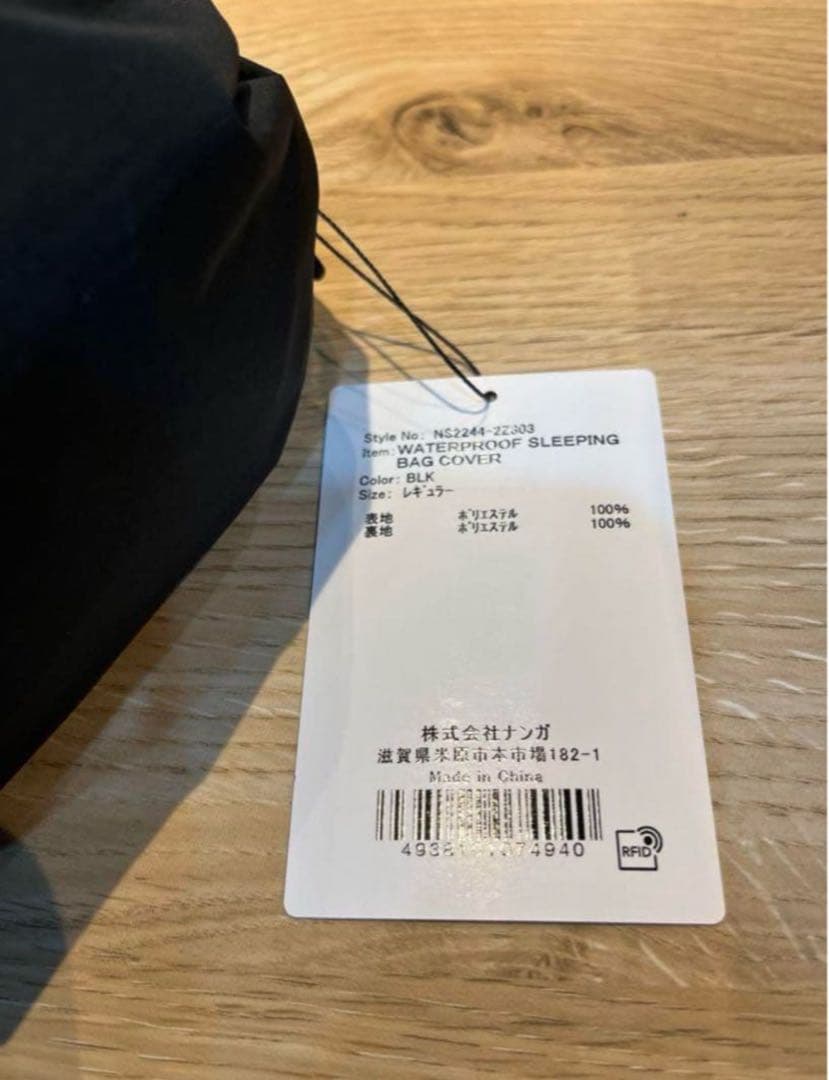 Style No: NS2244-2Z303
Item: WATERPROOF SLEEPING
BAG COVER
Color: BLK
Size: レギュラー
表地 ポリエステル 100%
裏地 ポリエステル 100%
株式会社ナンガ
滋賀県米原市本市場182-1
Made in China
RFID